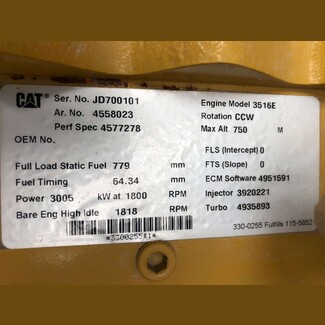 CAT Ser. No. JD700101 Engine Model 3516E
Ar. No. 4558023 Rotation CCW
Perf Spec 4577278 Max Alt 750 M
OEM No.
FLS (Intercept) 0
Full Load Static Fuel 779 mm FTS (Slope) 0
Fuel Timing 64.34 mm ECM Software 4951591
Power 3005 kW at 1800 RPM Injector 3920221
Bare Eng High Idle 1818 RPM Turbo 4935893
*3300255#1* 330-0255 Fulfills 115-5852